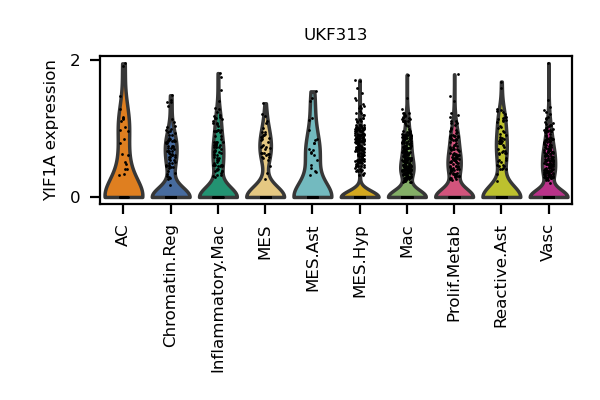 UKF313
YIF1A expression
2
0
AC
Chromatin.Reg
Inflammatory.Mac
MES
MES.Ast
MES.Hyp
Mac
Prolif.Metab
Reactive.Ast
Vasc